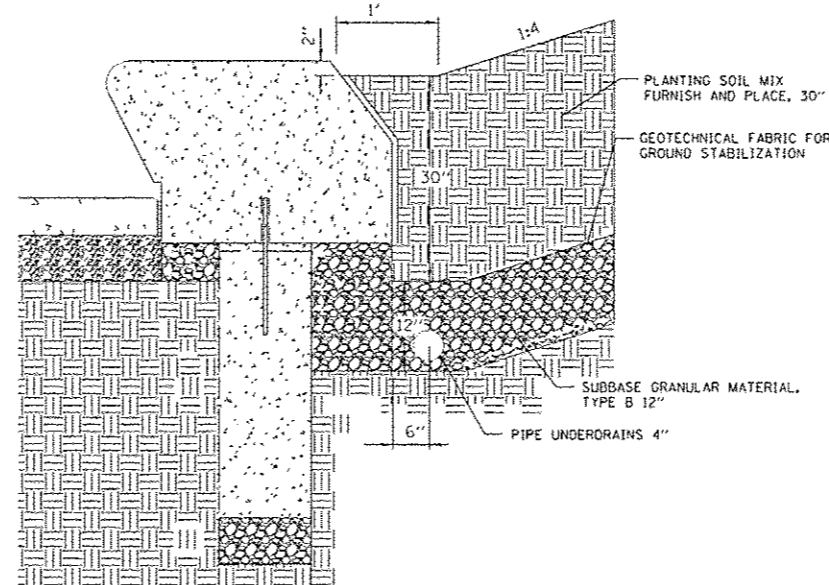 1'
2"
1:4
PLANTING SOIL MIX
FURNISH AND PLACE, 30"
GEOTECHNICAL FABRIC FOR
GROUND STABILIZATION
30"
12"
SUBBASE GRANULAR MATERIAL,
TYPE B 12"
6"
PIPE UNDERDRAINS 4"